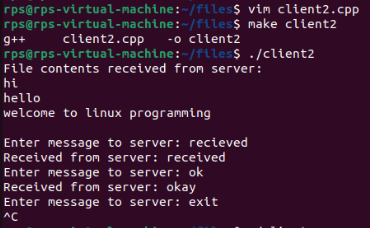 rps@rps-virtual-machine:~/files$ vim client2.cpp
rps@rps-virtual-machine:~/files$ make client2
g++     client2.cpp   -o client2
rps@rps-virtual-machine:~/files$ ./client2
File contents received from server:
hi
hello
welcome to linux programming
Enter message to server: recieved
Received from server: received
Enter message to server: ok
Received from server: okay
Enter message to server: exit
^C